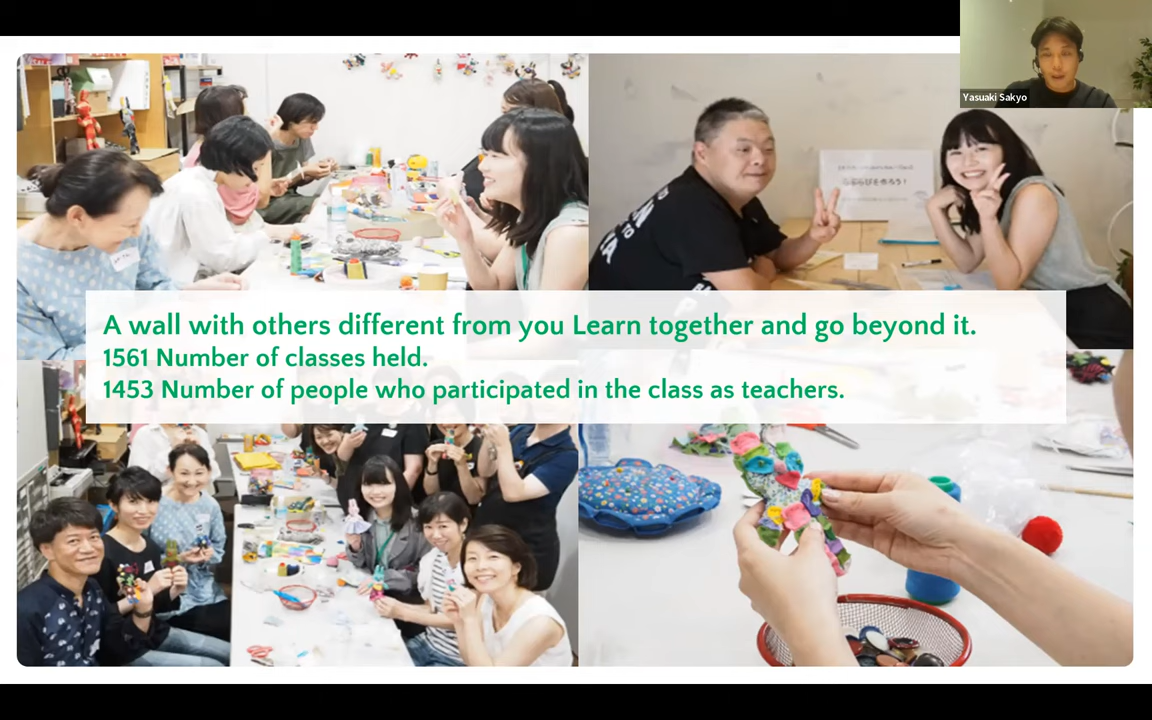 Yasuaki Sakyo
A wall with others different from you Learn together and go beyond it.
1561 Number of classes held.
1453 Number of people who participated in the class as teachers.